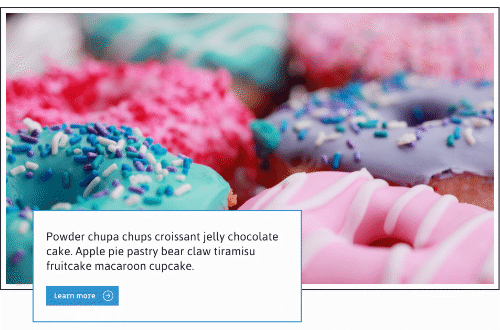 Powder chupa chups croissant jelly chocolate
cake. Apple pie pastry bear claw tiramisu
fruitcake macaroon cupcake.
Learn more